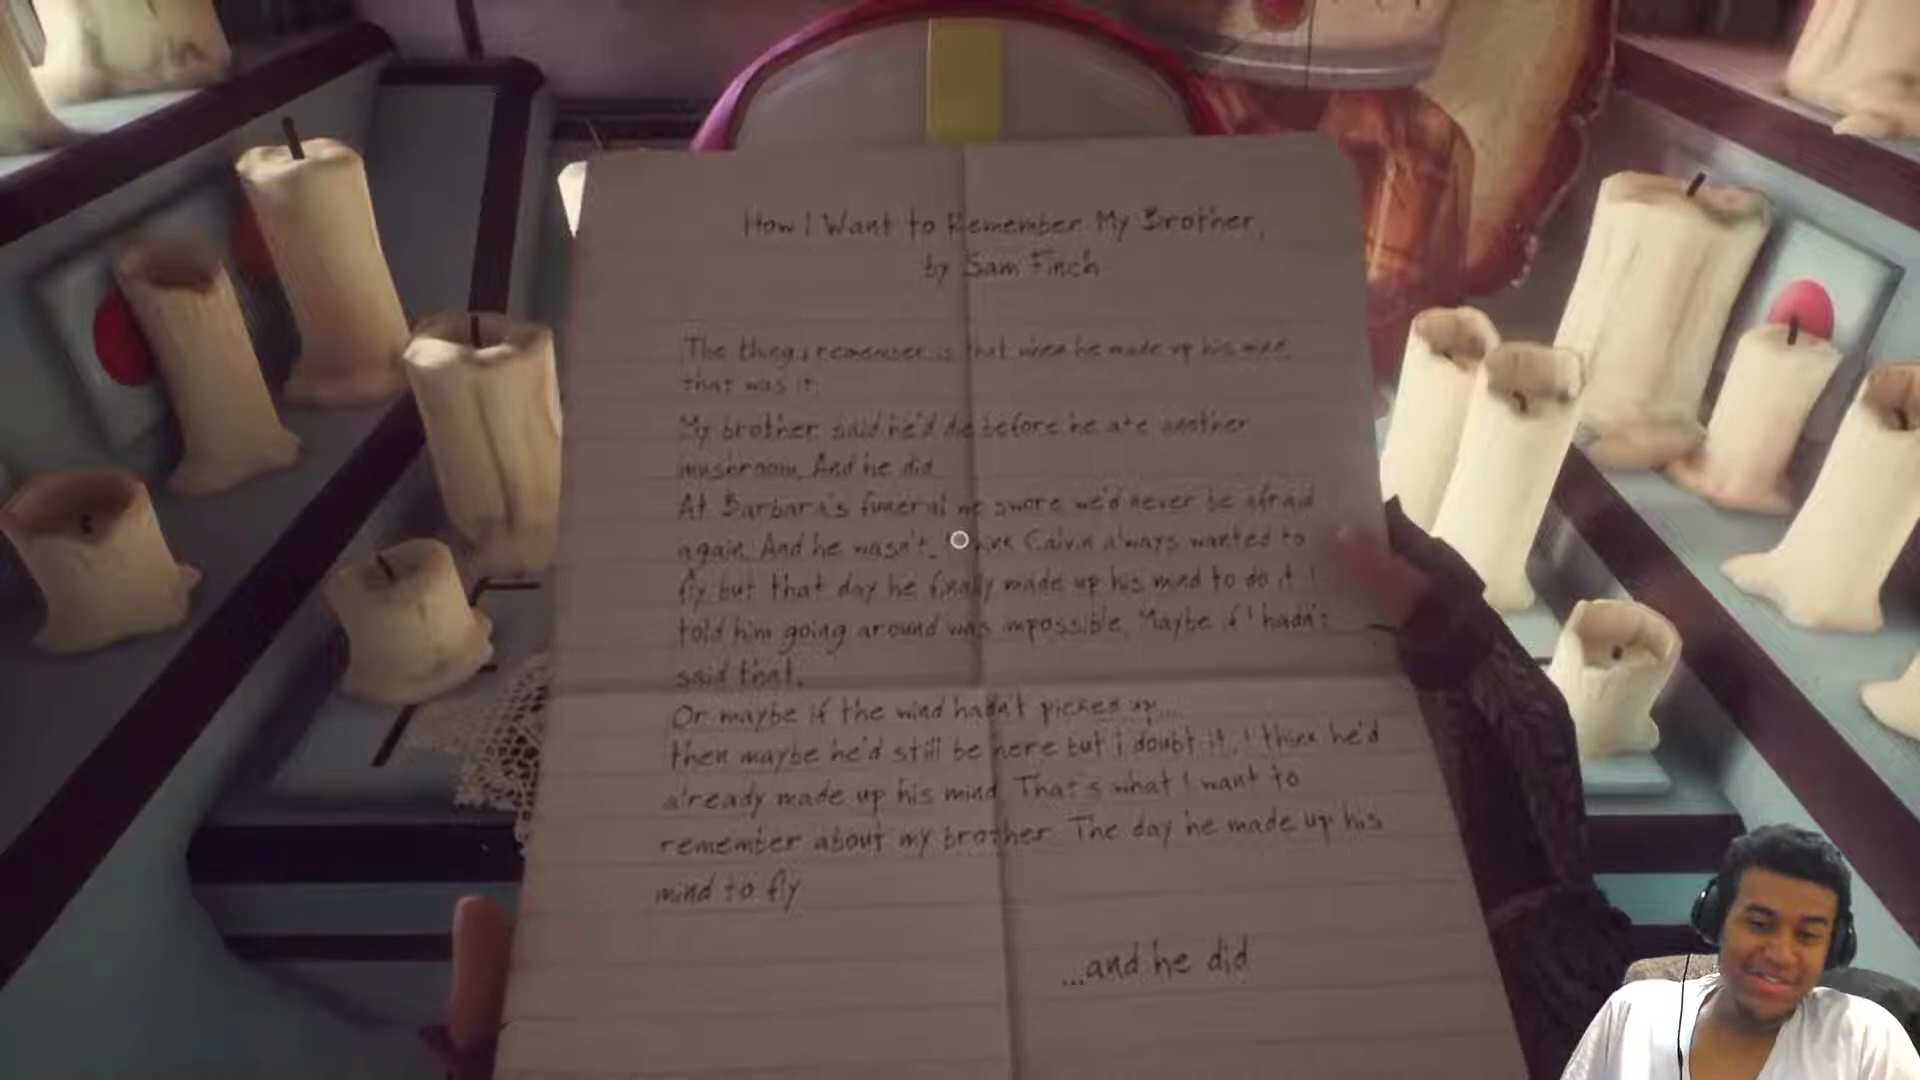 How I Want to Remember My Brother,
by Sam Finch
The thing I remember is that when he made up his mind
that was it.
My brother said he'd die before he ate another
mushroom. And he did
At Barbara's funeral we swore we'd never be afraid
again. And he wasn't. I think Calvin always wanted to
fly but that day he finally made up his mind to do it. I
told him going around was impossible. Maybe if I hadn't
said that.
Or maybe if the wind hadn't picked up...
then maybe he'd still be here but I doubt it. I think he'd
already made up his mind. That's what I want to
remember about my brother. The day he made up his
mind to fly
...and he did